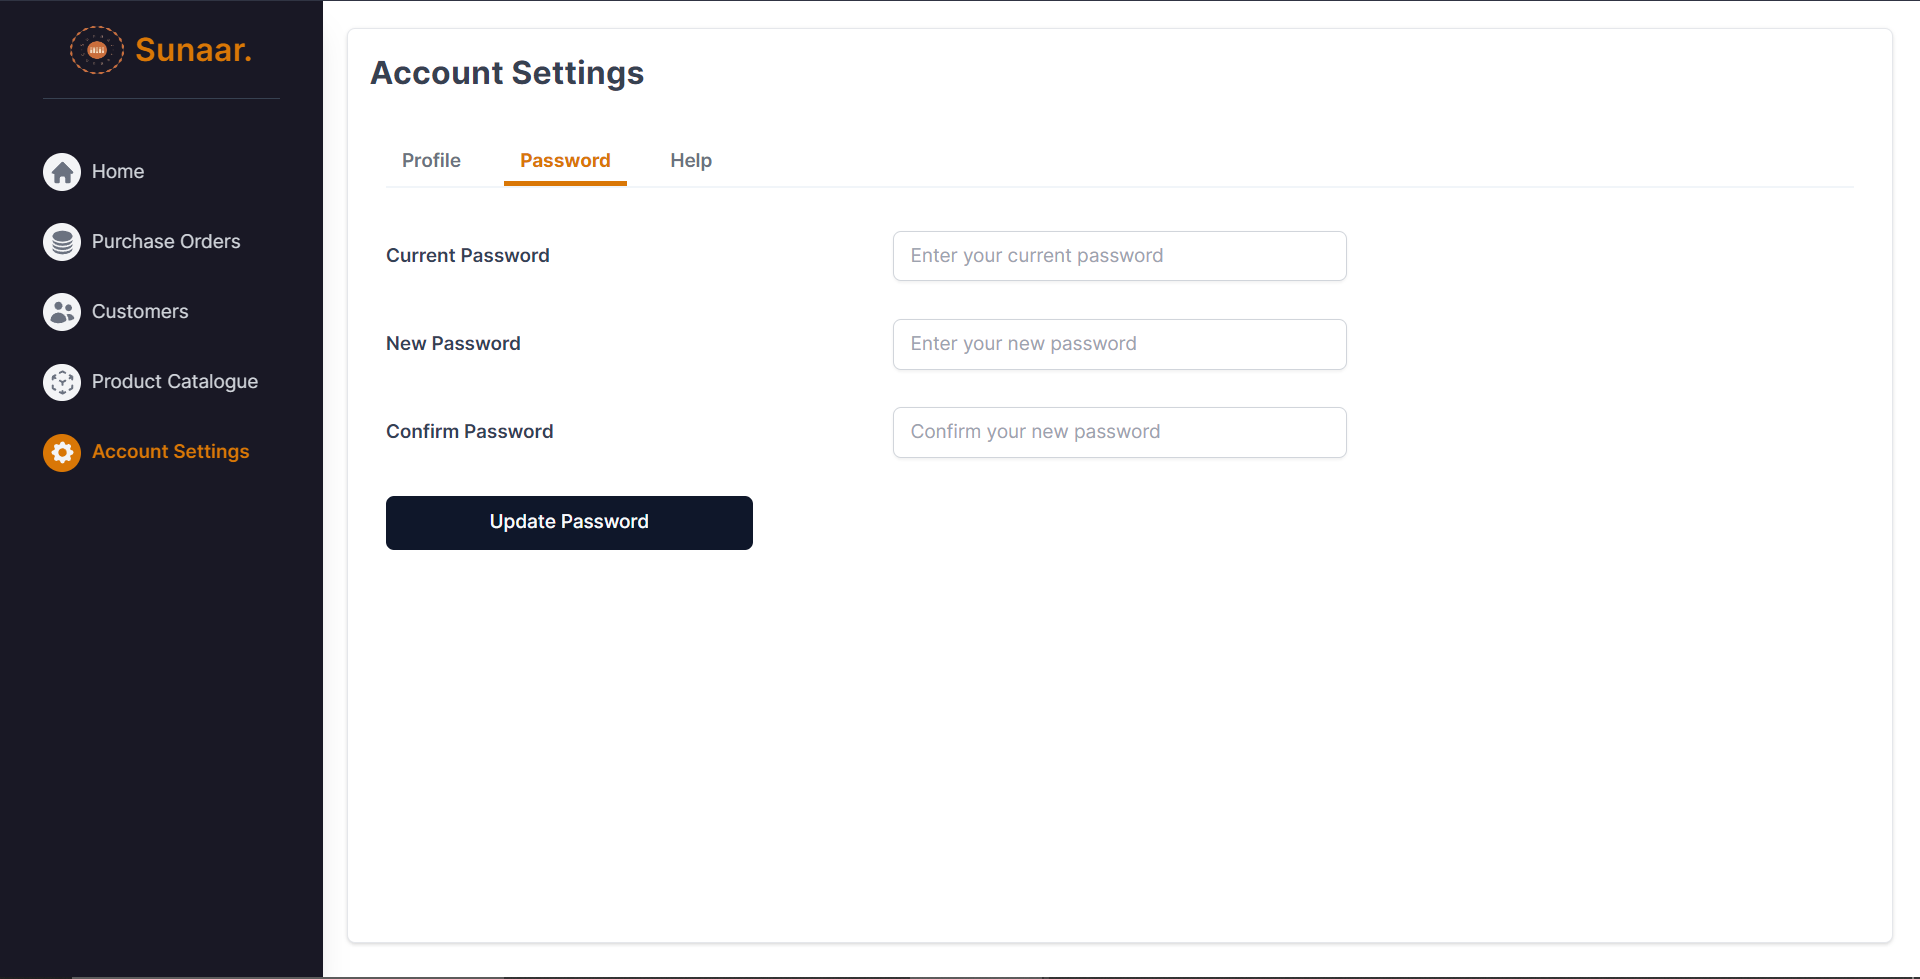 Sunaar.
Home
Purchase Orders
Customers
Product Catalogue
Account Settings
Account Settings
Profile Password Help
Current Password Enter your current password
New Password Enter your new password
Confirm Password Confirm your new password
Update Password